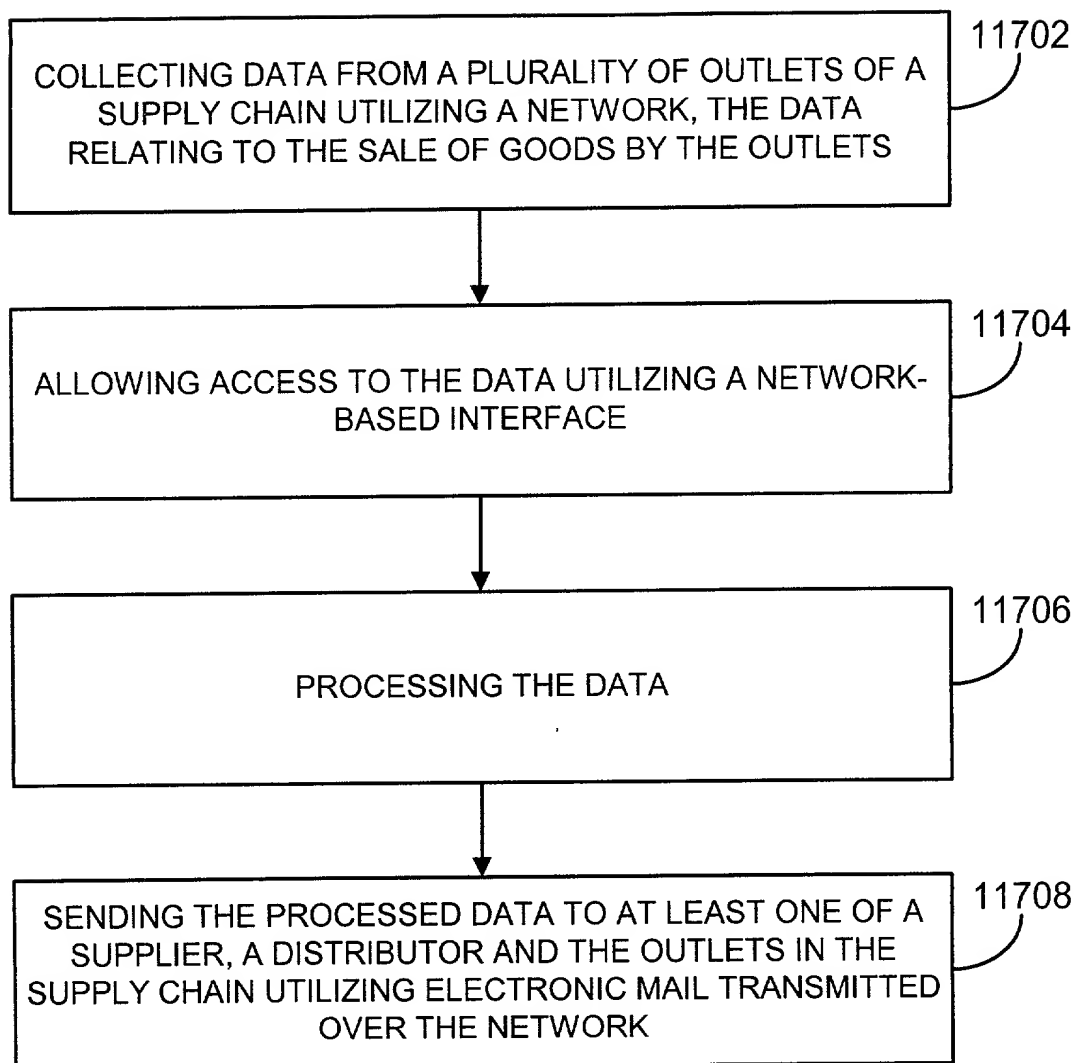 11702
COLLECTING DATA FROM A PLURALITY OF OUTLETS OF A
SUPPLY CHAIN UTILIZING A NETWORK, THE DATA
RELATING TO THE SALE OF GOODS BY THE OUTLETS
11704
ALLOWING ACCESS TO THE DATA UTILIZING A NETWORK-
BASED INTERFACE
11706
PROCESSING THE DATA
11708
SENDING THE PROCESSED DATA TO AT LEAST ONE OF A
SUPPLIER, A DISTRIBUTOR AND THE OUTLETS IN THE
SUPPLY CHAIN UTILIZING ELECTRONIC MAIL TRANSMITTED
OVER THE NETWORK